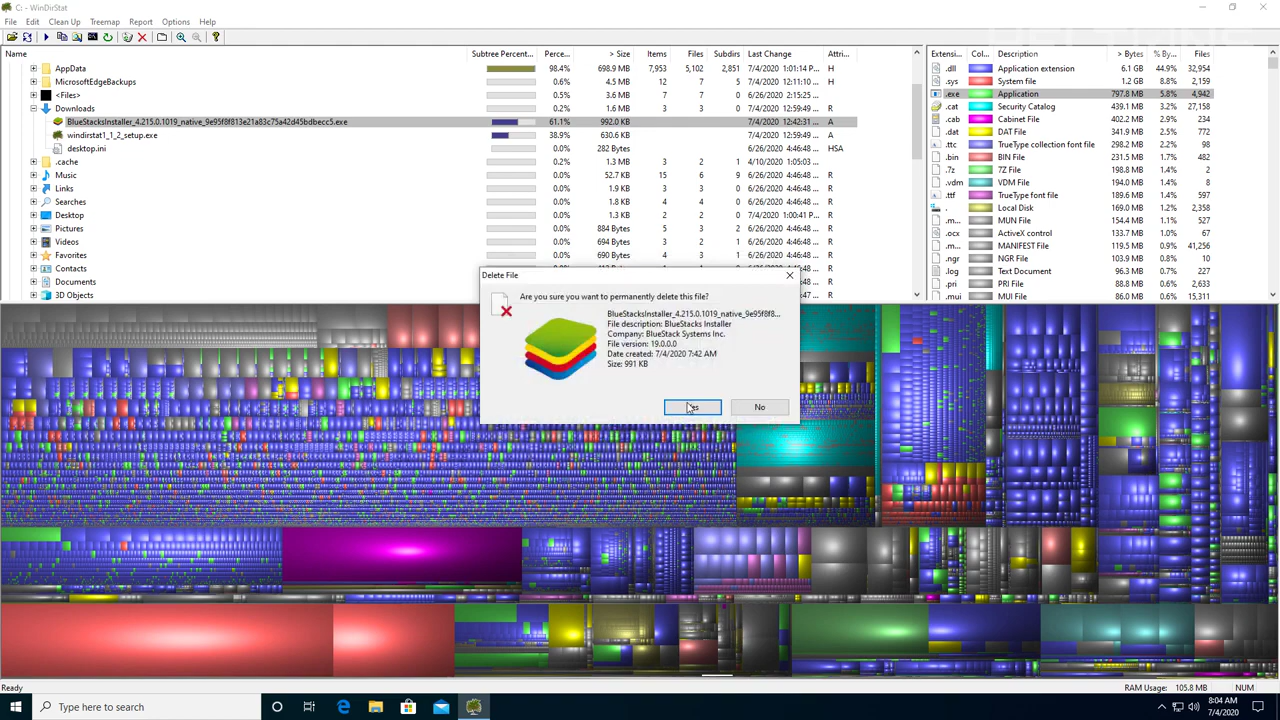 C: - WinDirStat
File Edit Clean Up Treemap Report Options Help
Name Subtree Percent... Perce... > Size Items Files Subdirs Last Change Attri...
AppData 98.4% 698.9 MB 7,953 5,102 2,851 7/4/2020 1:01:14 P... H
MicrosoftEdgeBackups 0.6% 4.5 MB 12 7 5 7/4/2020 12:11:10 P...
<Files> 0.5% 3.6 MB 7 7 7/4/2020 2:15:25 P... H
Downloads 0.2% 1.6 MB 3 3 0 7/4/2020 12:59:49 ... R
BlueStacksInstaller_4.215.0.1019_native_9e95f8f813e21a83c75a42d45bdbecc5.exe 61.1% 992.0 KB 7/4/2020 12:42:31 ... A
windirstat1_1_2_setup.exe 38.9% 630.6 KB 7/4/2020 12:59:49 ... A
desktop.ini 0.0% 282 Bytes 6/26/2020 4:46:48 ... HSA
.cache 0.2% 1.3 MB 3 2 1 4/10/2020 1:05:03 ...
Music 0.0% 52.7 KB 15 6 9 6/26/2020 4:46:48 ... R
Links 0.0% 1.9 KB 3 3 0 6/26/2020 4:46:48 ... R
Searches 0.0% 1.8 KB 4 4 0 6/26/2020 4:46:48 ... R
Desktop 0.0% 1.3 KB 2 2 0 7/4/2020 1:00:41 P... R
Pictures 0.0% 884 Bytes 5 3 2 6/26/2020 4:46:48 ... R
Videos 0.0% 694 Bytes 3 2 1 6/26/2020 4:46:48 ... R
Favorites 0.0% 690 Bytes 4 3 1 6/26/2020 4:46:48 ... R
Contacts
Documents
3D Objects
Extensi... Col... Description > Bytes % By... Files
.dll Application extension 6.1 GB 44.9% 32,954
.sys System file 1.2 GB 8.8% 2,159
.exe Application 797.8 MB 5.8% 4,942
.cat Security Catalog 439.1 MB 3.2% 27,158
.cab Cabinet File 402.2 MB 2.9% 234
.dat DAT File 341.9 MB 2.5% 772
.ttc TrueType collection font file 298.2 MB 2.2% 98
.bin BIN File 231.5 MB 1.7% 482
.7z 7Z File 198.8 MB 1.4% 2
.vdm VDM File 194.0 MB 1.4% 8
.ttf TrueType font file 189.6 MB 1.4% 597
. Local Disk 169.0 MB 1.2% 2,358
.m... MUN File 154.4 MB 1.1% 527
.ocx ActiveX control 133.7 MB 1.0% 67
.m... MANIFEST File 119.5 MB 0.9% 41,256
.ngr NGR File 103.9 MB 0.8% 10
.log Text Document 96.3 MB 0.7% 227
.pri PRI File 88.8 MB 0.6% 2,633
.mui MUI File 86.0 MB 0.6% 15,311
Delete File
Are you sure you want to permanently delete this file?
BlueStacksInstaller_4.215.0.1019_native_9e95f8...
File description: BlueStacks Installer
Company: BlueStack Systems Inc.
File version: 19.0.0.0
Date created: 7/4/2020 7:42 AM
Size: 991 KB
No
Ready
RAM Usage: 105.8 MB NUM
Type here to search
8:04 AM
7/4/2020